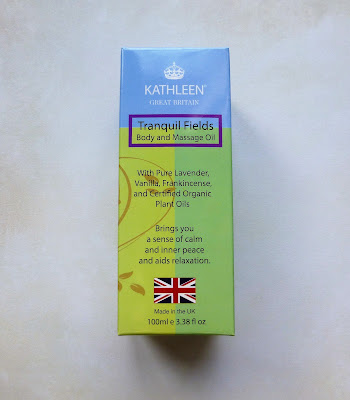 KATHLEEN
GREAT BRITAIN
Tranquil Fields
Body and Massage Oil
With Pure Lavender,
Vanilla, Frankincense,
and Certified Organic
Plant Oils
Brings you
a sense of calm
and inner peace
and aids relaxation.
Made in the UK
100ml e 3.38 fl oz